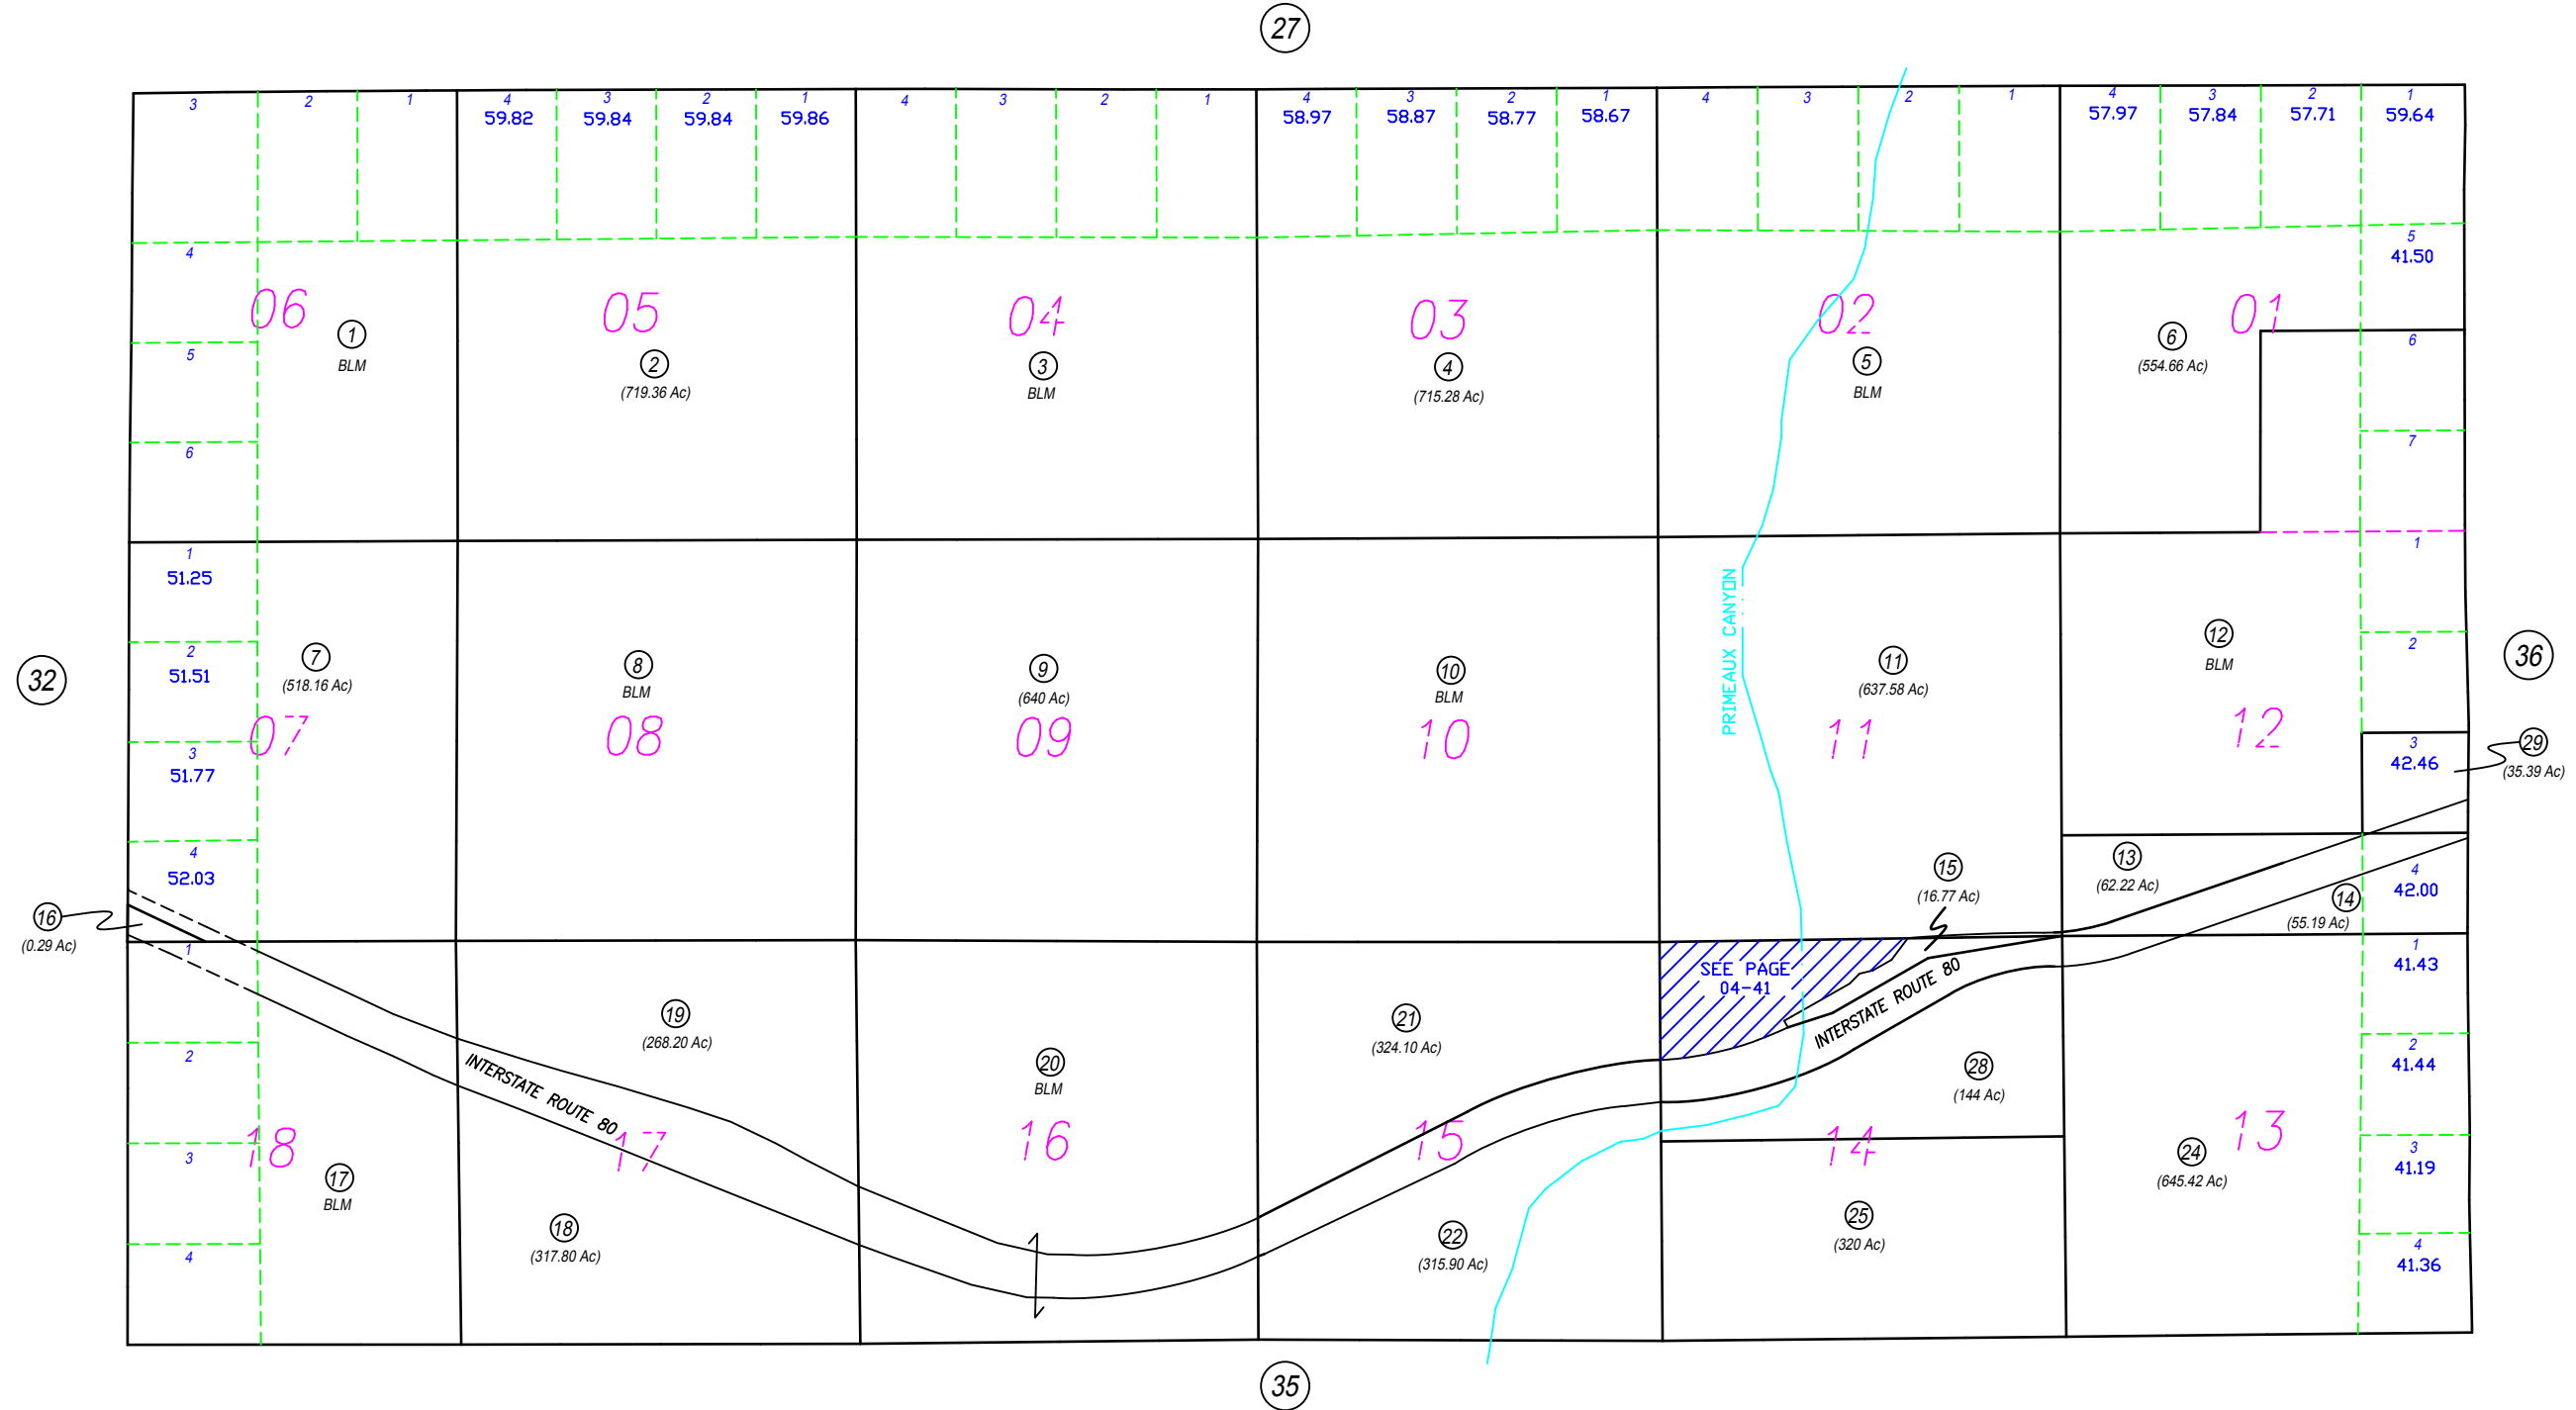 27
3 2 1 4 3 2 1 4 3 2 1 4 3 2 1 4 3 2 1 4 3 2 1
59.82 59.84 59.84 59.86 58.97 58.87 58.77 58.67 57.97 57.84 57.71 59.64
4 5
41.50
06 05 04 03 02 01
1
BLM
2
(719.36 Ac)
3
BLM
4
(715.28 Ac)
5
BLM
6
(554.66 Ac)
5 6
6 7
1 1
51.25
2 2
51.51
32
7
(518.16 Ac)
8
BLM
9
(640 Ac)
10
BLM
PRIMEAUX CANYON
11
(637.58 Ac)
12
BLM
36
07 08 09 10 11 12
3
51.77
3
42.46
29
(35.39 Ac)
4
52.03
15
(16.77 Ac)
13
(62.22 Ac)
4
42.00
14
(55.19 Ac)
16
(0.29 Ac)
1
SEE PAGE
04-41
INTERSTATE ROUTE 80
1
41.43
19
(268.20 Ac)
21
(324.10 Ac)
2
INTERSTATE ROUTE 80
20
BLM
28
(144 Ac)
2
41.44
18 17 16 15 14 13
3
17
BLM
24
(645.42 Ac)
3
41.19
18
(317.80 Ac)
22
(315.90 Ac)
25
(320 Ac)
4
4
41.36
35